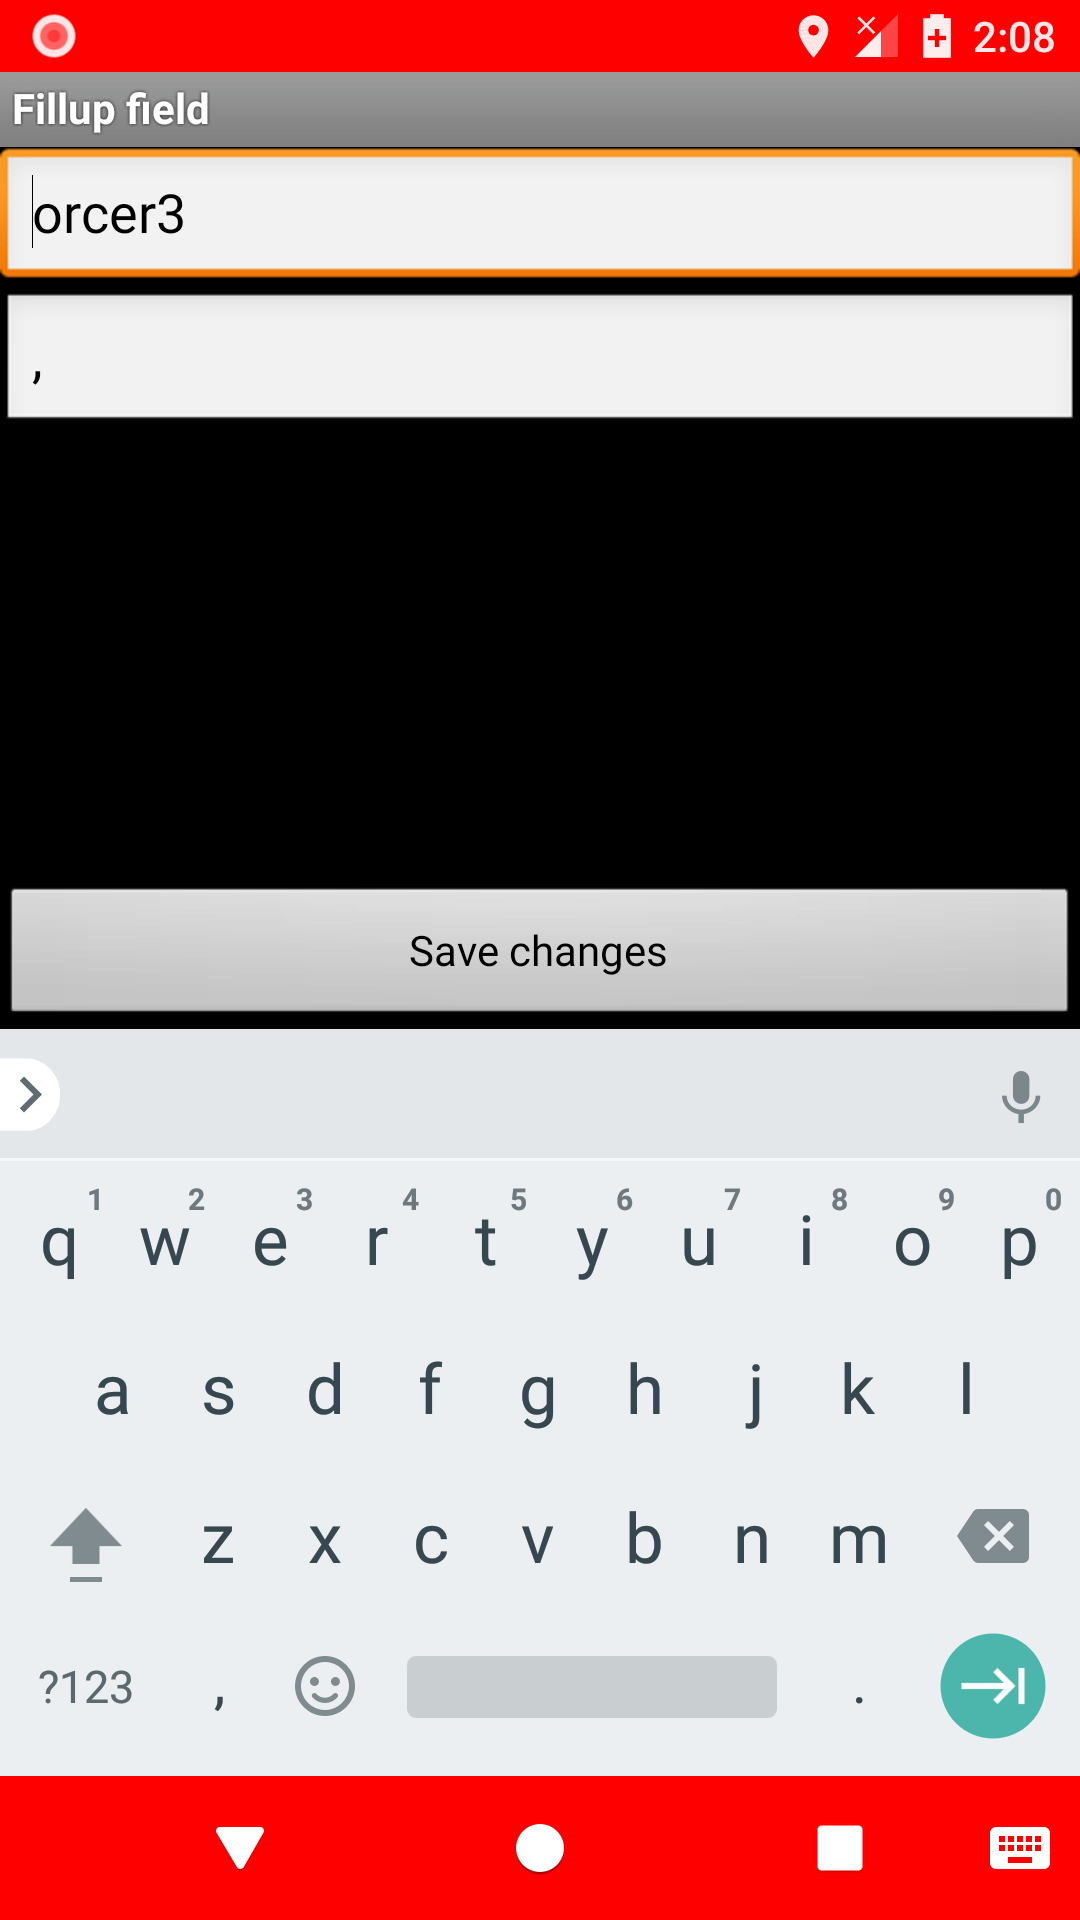 2:08
Fillup field
orcer3
,
Save changes
1 2 3 4 5 6 7 8 9 0
q w e r t y u i o p
a s d f g h j k l
z x c v b n m
?123 , .